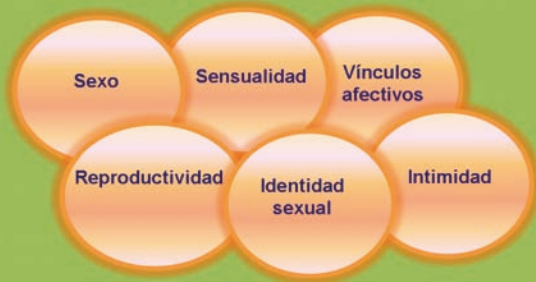 Sexo
Sensualidad
Vínculos
afectivos
Reproductividad
Identidad
sexual
Intimidad